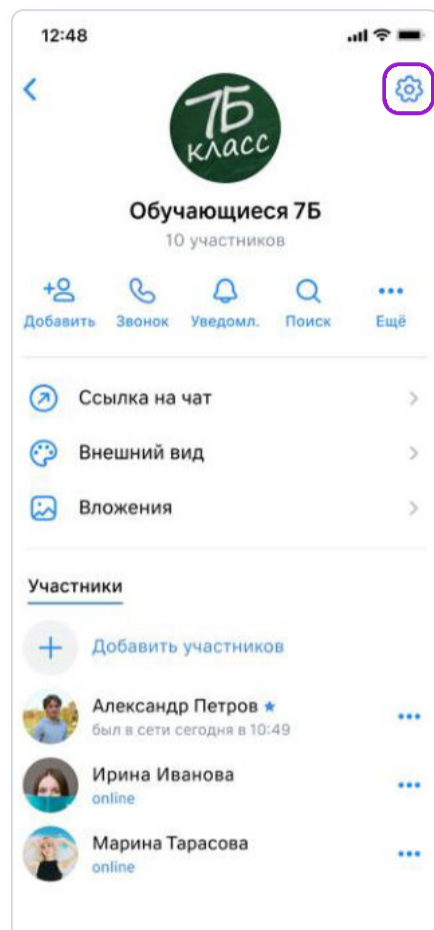 12:48
7Б
класс
Обучающиеся 7Б
10 участников
Добавить Звонок Уведомл. Поиск Ещё
Ссылка на чат
Внешний вид
Вложения
Участники
Добавить участников
Александр Петров
был в сети сегодня в 10:49
Ирина Иванова
online
Марина Тарасова
online